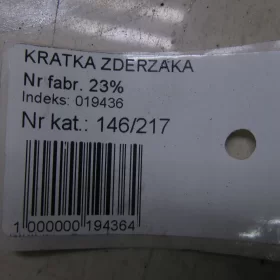 KRATKA ZDERZAKA
Nr fabr. 23%
Indeks: 019436
Nr kat.: 146/217
1 000000 194364